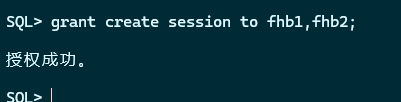 SQL> grant create session to fhb1,fhb2;
授权成功。
SQL>